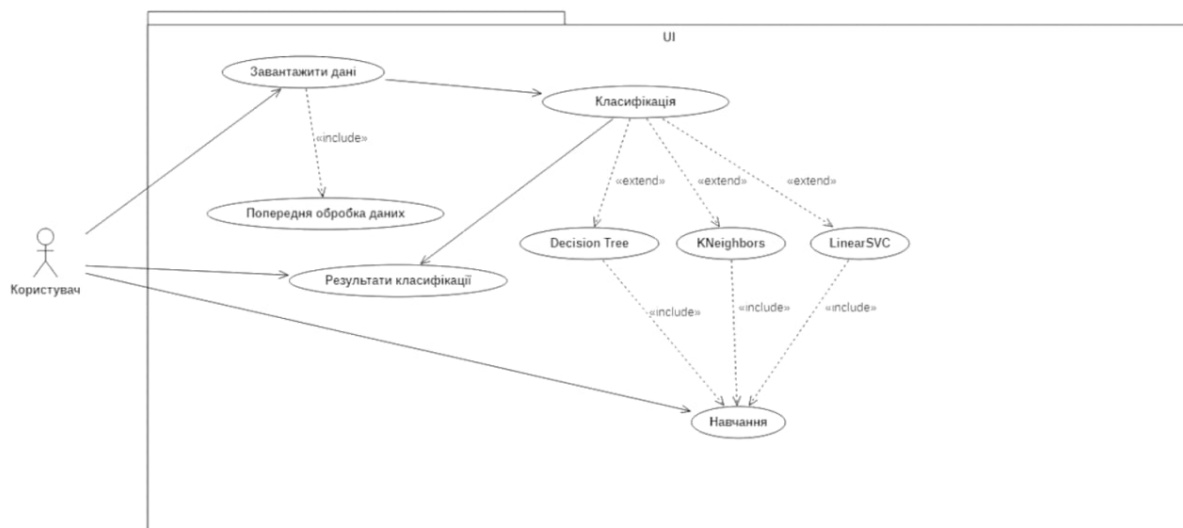 UI
Завантажити дані
Класифікація
«include»
«extend»
«extend»
«extend»
Попередня обробка даних
Decision Tree
KNeighbors
LinearSVC
Користувач
Результати класифікації
«include»
«include»
«include»
Навчання